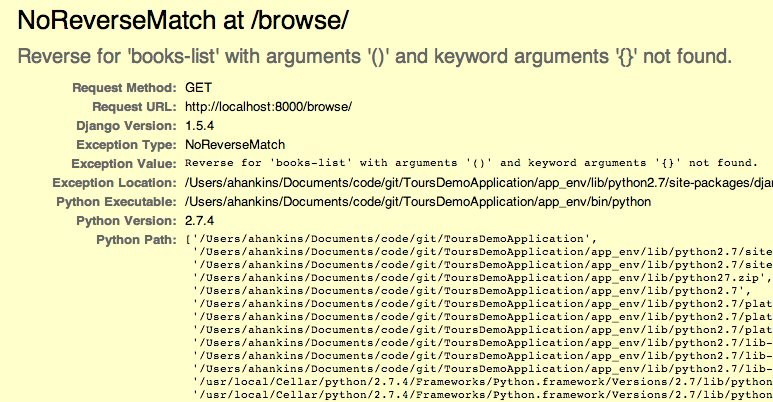 NoReverseMatch at /browse/
Reverse for 'books-list' with arguments '()' and keyword arguments '{}' not found.
Request Method: GET
Request URL: http://localhost:8000/browse/
Django Version: 1.5.4
Exception Type: NoReverseMatch
Exception Value: Reverse for 'books-list' with arguments '()' and keyword arguments '{}' not found.
Exception Location: /Users/ahankins/Documents/code/git/ToursDemoApplication/app_env/lib/python2.7/site-packages/djan
Python Executable: /Users/ahankins/Documents/code/git/ToursDemoApplication/app_env/bin/python
Python Version: 2.7.4
Python Path: ['/Users/ahankins/Documents/code/git/ToursDemoApplication',
'/Users/ahankins/Documents/code/git/ToursDemoApplication/app_env/lib/python2.7/site
'/Users/ahankins/Documents/code/git/ToursDemoApplication/app_env/lib/python2.7/site
'/Users/ahankins/Documents/code/git/ToursDemoApplication/app_env/lib/python27.zip',
'/Users/ahankins/Documents/code/git/ToursDemoApplication/app_env/lib/python2.7',
'/Users/ahankins/Documents/code/git/ToursDemoApplication/app_env/lib/python2.7/plat
'/Users/ahankins/Documents/code/git/ToursDemoApplication/app_env/lib/python2.7/plat
'/Users/ahankins/Documents/code/git/ToursDemoApplication/app_env/lib/python2.7/plat
'/Users/ahankins/Documents/code/git/ToursDemoApplication/app_env/lib/python2.7/lib-
'/Users/ahankins/Documents/code/git/ToursDemoApplication/app_env/lib/python2.7/lib-
'/Users/ahankins/Documents/code/git/ToursDemoApplication/app_env/lib/python2.7/lib-
'/usr/local/Cellar/python/2.7.4/Frameworks/Python.framework/Versions/2.7/lib/python
'/usr/local/Cellar/python/2.7.4/Frameworks/Python.framework/Versions/2.7/lib/python